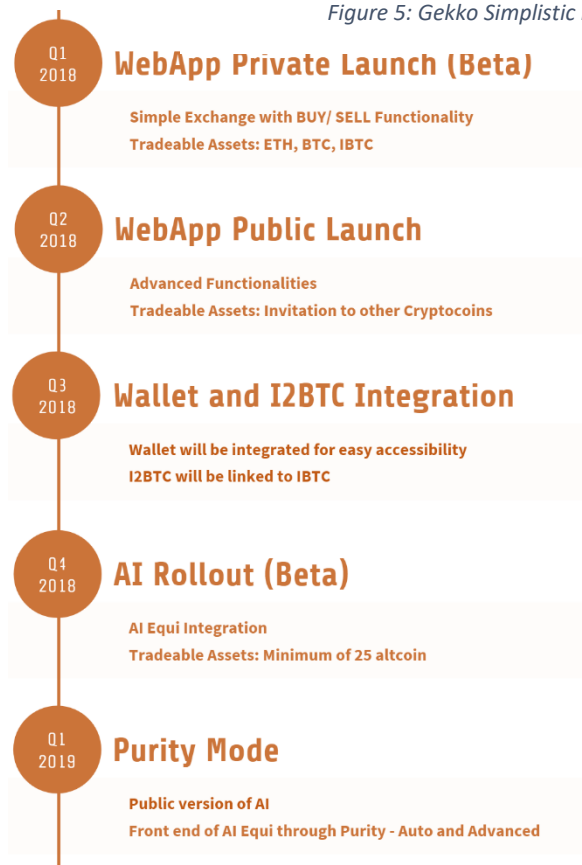 Figure 5: Gekko Simplistic
Q1
2018
WebApp Private Launch (Beta)
Simple Exchange with BUY/ SELL Functionality
Tradeable Assets: ETH, BTC, IBTC
Q2
2018
WebApp Public Launch
Advanced Functionalities
Tradeable Assets: Invitation to other Cryptocoins
Q3
2018
Wallet and I2BTC Integration
Wallet will be integrated for easy accessibility
I2BTC will be linked to IBTC
Q4
2018
AI Rollout (Beta)
AI Equi Integration
Tradeable Assets: Minimum of 25 altcoin
Q1
2019
Purity Mode
Public version of AI
Front end of AI Equi through Purity - Auto and Advanced